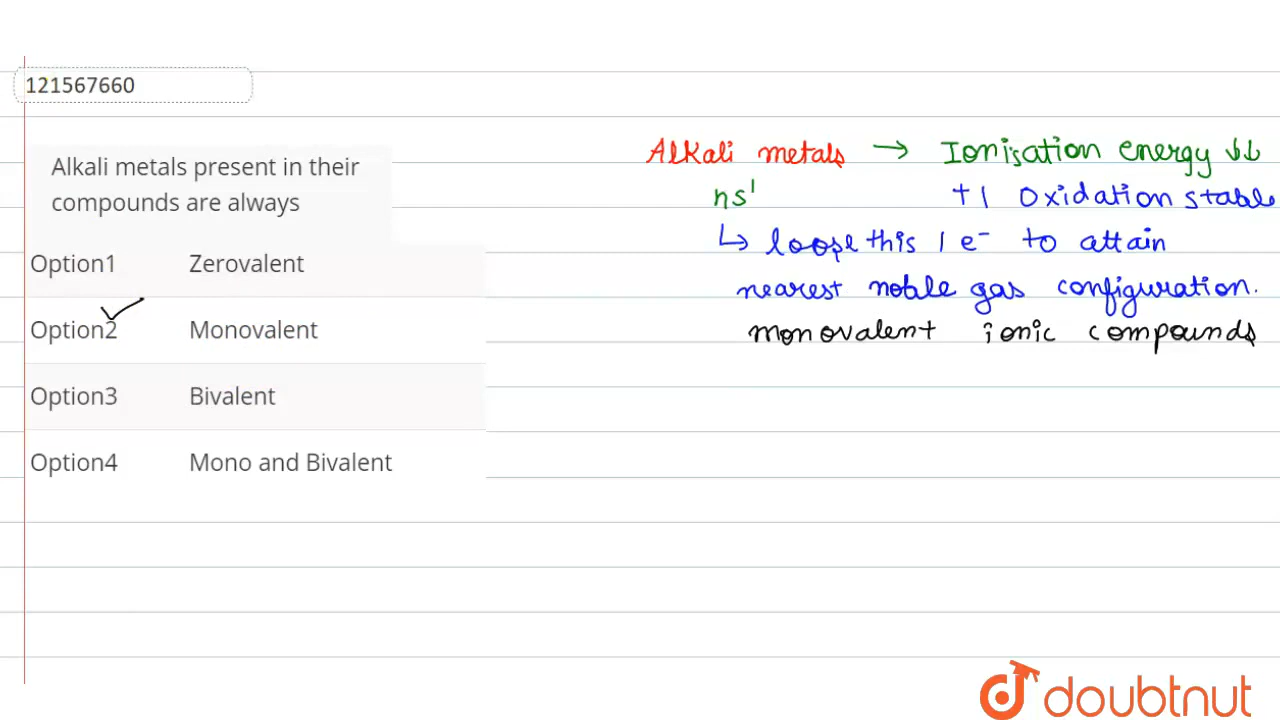 121567660
Alkali metals present in their
compounds are always
Option1 Zerovalent
Option2 Monovalent
Option3 Bivalent
Option4 Mono and Bivalent
Alkali metals → Ionisation energy ↓↓
ns¹ +1 Oxidation stable
↳ loose this 1 e⁻ to attain
nearest noble gas configuration.
monovalent ionic compounds
doubtnut